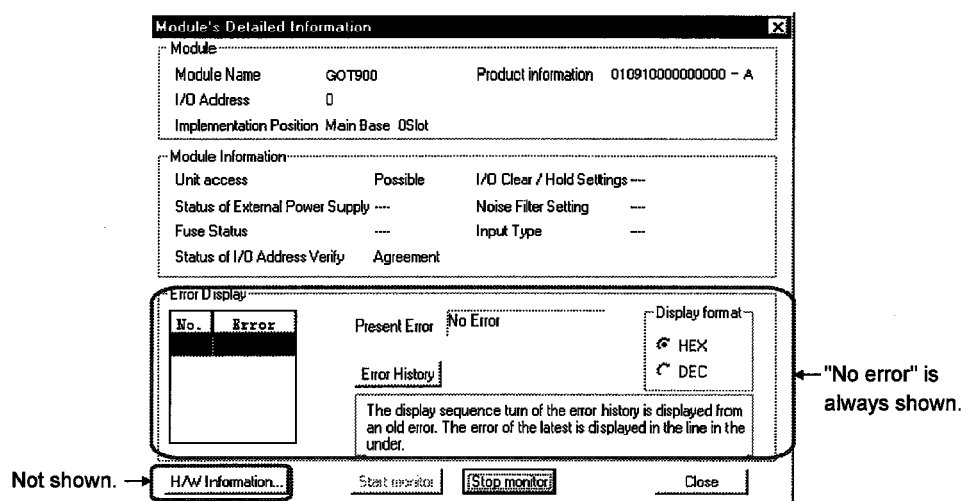 Module's Detailed Information
Module
Module Name GOT900 Product information 010910000000000 - A
I/O Address 0
Implementation Position Main Base 0Slot
Module Information
Unit access Possible I/O Clear / Hold Settings ----
Status of External Power Supply ---- Noise Filter Setting ----
Fuse Status ---- Input Type ----
Status of I/O Address Verify Agreement
Error Display
No. Error
Present Error No Error
Display format
HEX
DEC
Error History
The display sequence turn of the error history is displayed from
an old error. The error of the latest is displayed in the line in the
under.
"No error" is
always shown.
Not shown.
H/W Information... Start monitor Stop monitor Close